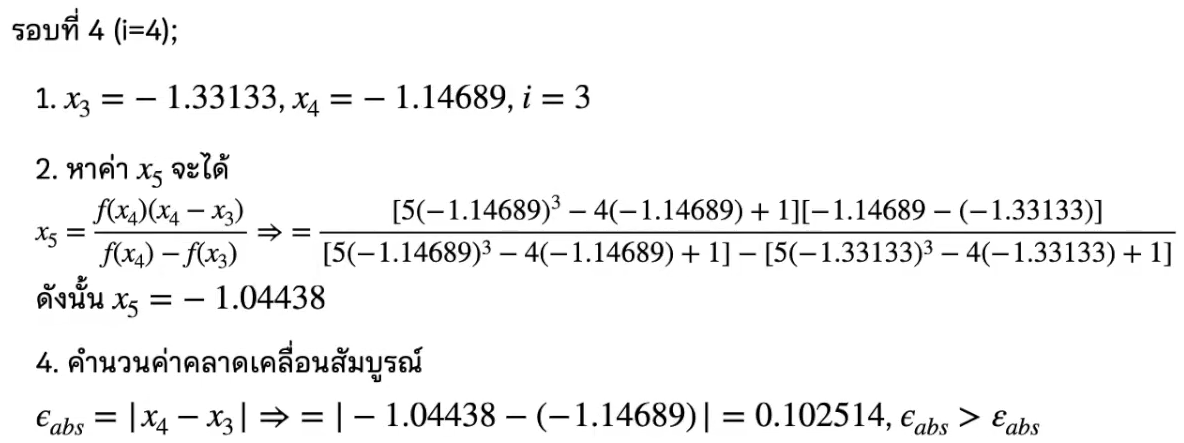 รอบที่ 4 (i=4);
1. x₃ = − 1.33133, x₄ = − 1.14689, i = 3
2. หาค่า x₅ จะได้
x₅ = f(x₄)(x₄ − x₃) / f(x₄) − f(x₃) ⇒ = [5(−1.14689)³ − 4(−1.14689) + 1][−1.14689 − (−1.33133)] / [5(−1.14689)³ − 4(−1.14689) + 1] − [5(−1.33133)³ − 4(−1.33133) + 1]
ดังนั้น x₅ = − 1.04438
4. คำนวนค่าคลาดเคลื่อนสัมบูรณ์
ϵ_abs = |x₄ − x₃| ⇒ = | − 1.04438 − (−1.14689)| = 0.102514, ϵ_abs > ε_abs